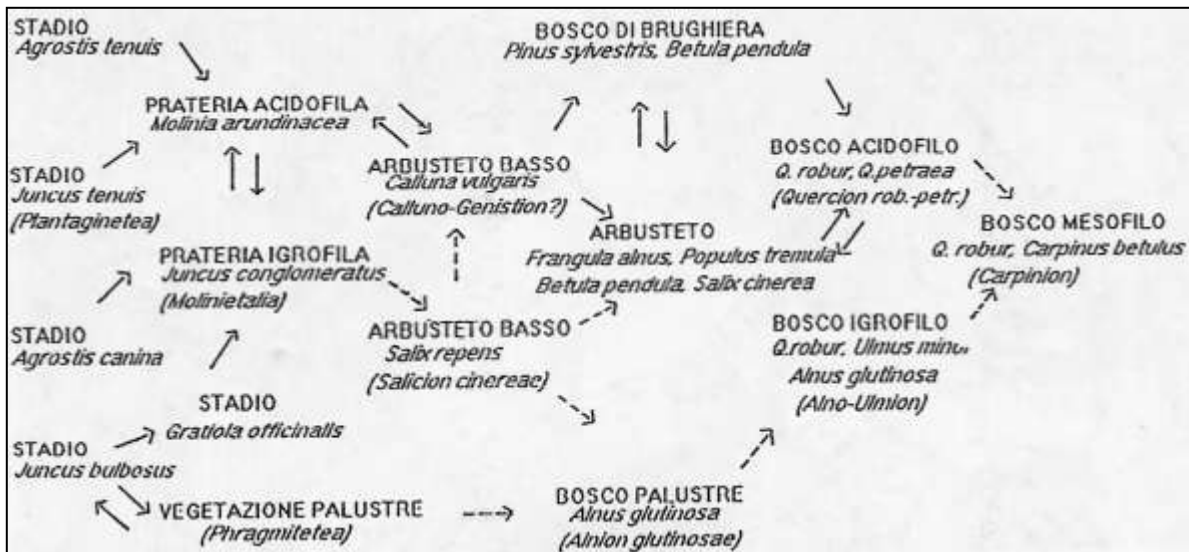 STADIO
Agrostis tenuis
BOSCO DI BRUGHIERA
Pinus sylvestris, Betula pendula
PRATERIA ACIDOFILA
Molinia arundinacea
STADIO
Juncus tenuis
(Plantaginetea)
ARBUSTETO BASSO
Calluna vulgaris
(Calluno-Genistion?)
BOSCO ACIDOFILO
Q. robur, Q.petraea
(Quercion rob.-petr.)
PRATERIA IGROFILA
Juncus conglomeratus
(Molinietalia)
ARBUSTETO
Frangula alnus, Populus tremula
Betula pendula, Salix cinerea
BOSCO MESOFILO
Q. robur, Carpinus betulus
(Carpinion)
STADIO
Agrostis canina
ARBUSTETO BASSO
Salix repens
(Salicion cinereae)
BOSCO IGROFILO
Q.robur, Ulmus
Alnus glutinosa
(Alno-Ulmion)
STADIO
Gratiola officinalis
STADIO
Juncus bulbosus
VEGETAZIONE PALUSTRE
(Phragmitetea)
BOSCO PALUSTRE
Alnus glutinosa
(Alnion glutinosae)